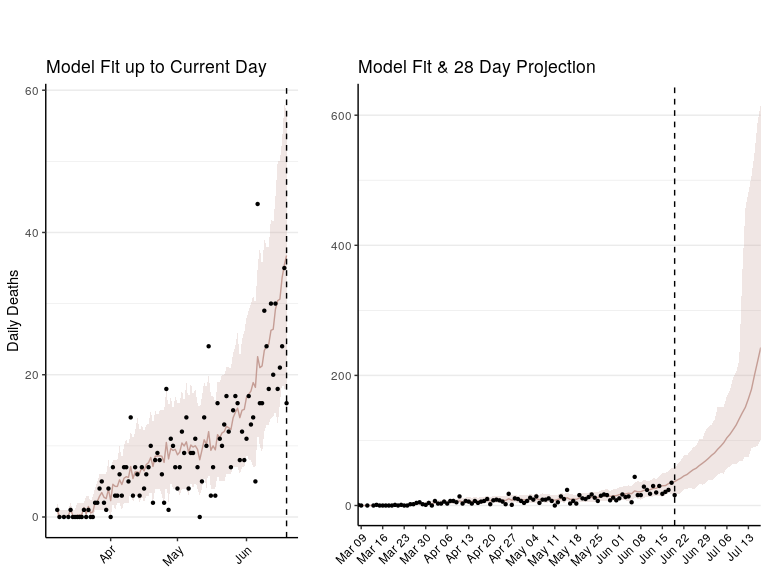 Model Fit up to Current Day
Daily Deaths
60
40
20
0
Apr
May
Jun
Model Fit & 28 Day Projection
600
400
200
0
Mar 09
Mar 16
Mar 23
Mar 30
Apr 06
Apr 13
Apr 20
Apr 27
May 04
May 11
May 18
May 25
Jun 01
Jun 08
Jun 15
Jun 22
Jun 29
Jul 06
Jul 13